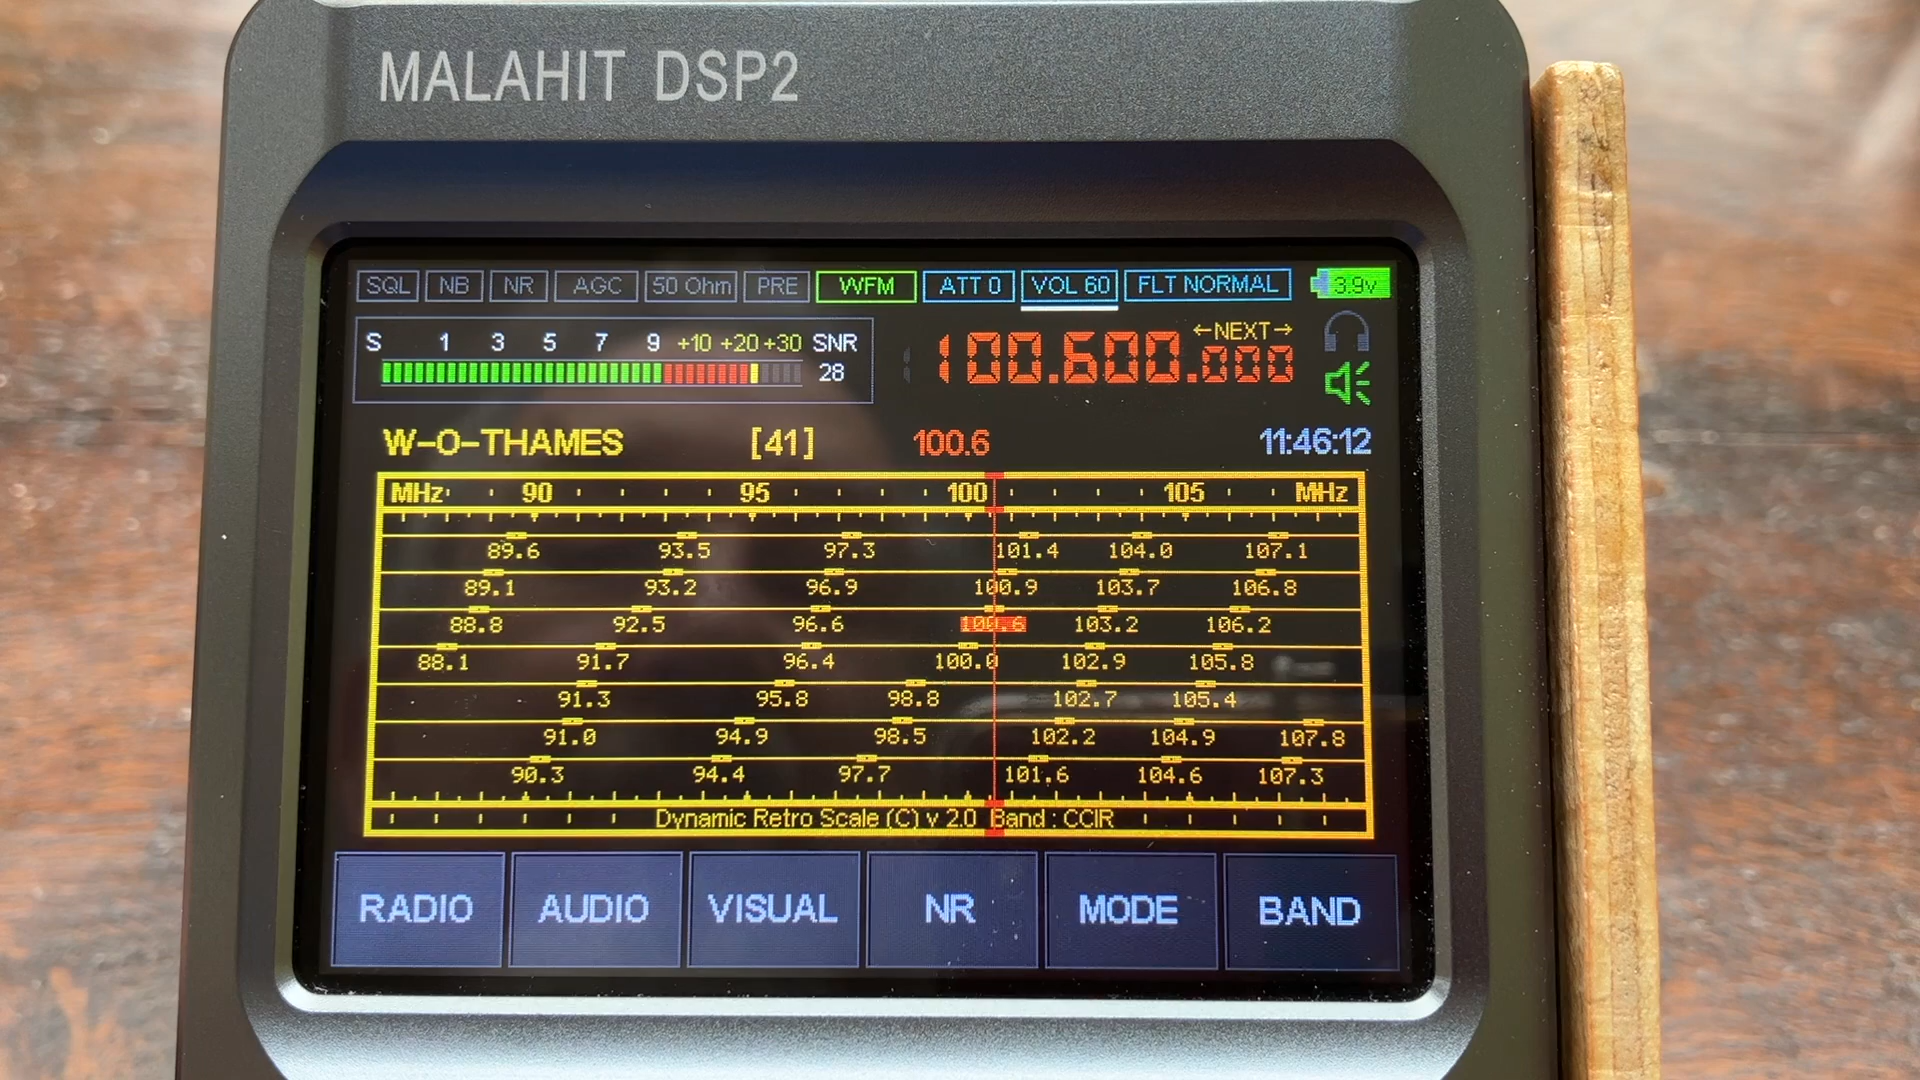 MALAHIT DSP2
SQL NB NR AGC 50 Ohm PRE WFM ATT 0 VOL 60 FLT NORMAL 3.9v
S 1 3 5 7 9 +10 +20 +30 SNR
28
←NEXT→
100.600.000
W-O-THAMES [41] 100.6 11:46:12
MHz 90 95 100 105 MHz
89.6 93.5 97.3 101.4 104.0 107.1
89.1 93.2 96.9 100.9 103.7 106.8
88.8 92.5 96.6 100.6 103.2 106.2
88.1 91.7 96.4 100.0 102.9 105.8
91.3 95.8 98.8 102.7 105.4
91.0 94.9 98.5 102.2 104.9 107.8
90.3 94.4 97.7 101.6 104.6 107.3
Dynamic Retro Scale (C) v 2.0 Band : CCIR
RADIO AUDIO VISUAL NR MODE BAND